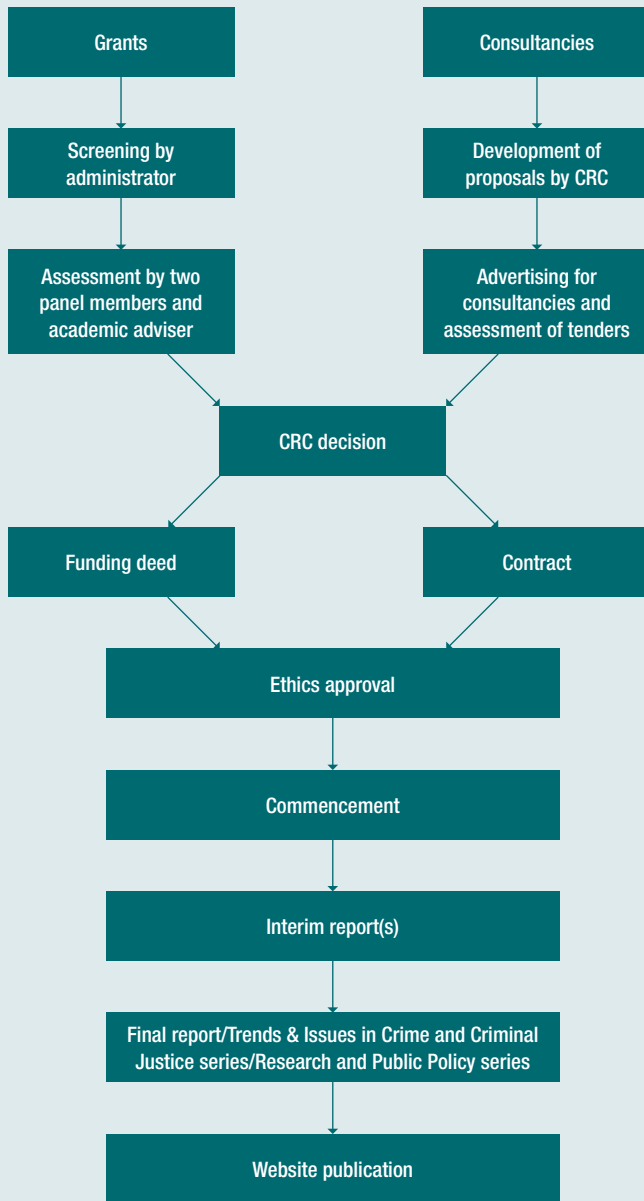 Grants
Consultancies
Screening by
administrator
Development of
proposals by CRC
Assessment by two
panel members and
academic adviser
Advertising for
consultancies and
assessment of tenders
CRC decision
Funding deed
Contract
Ethics approval
Commencement
Interim report(s)
Final report/Trends & Issues in Crime and Criminal
Justice series/Research and Public Policy series
Website publication